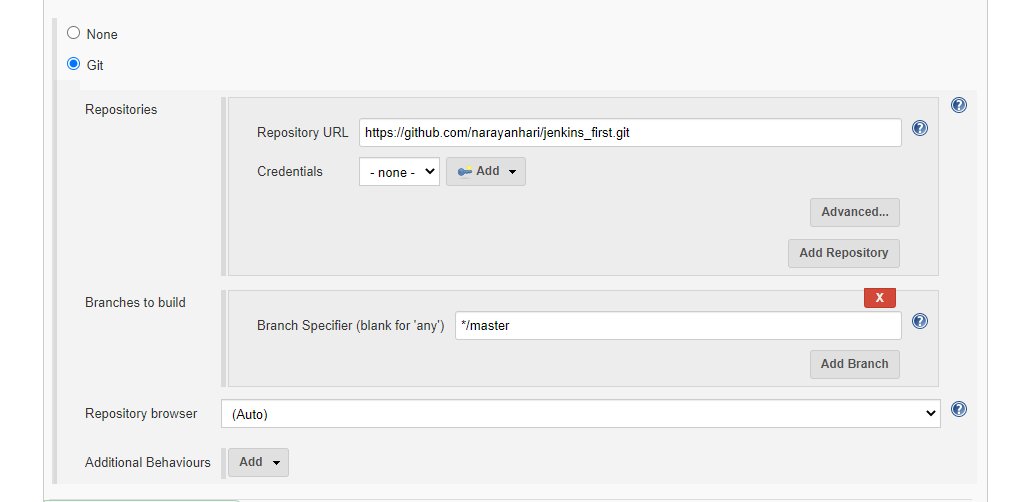 None
Git
Repositories
Repository URL https://github.com/narayanhari/jenkins_first.git
Credentials - none - Add
Advanced...
Add Repository
Branches to build
X
Branch Specifier (blank for 'any') */master
Add Branch
Repository browser (Auto)
Additional Behaviours Add